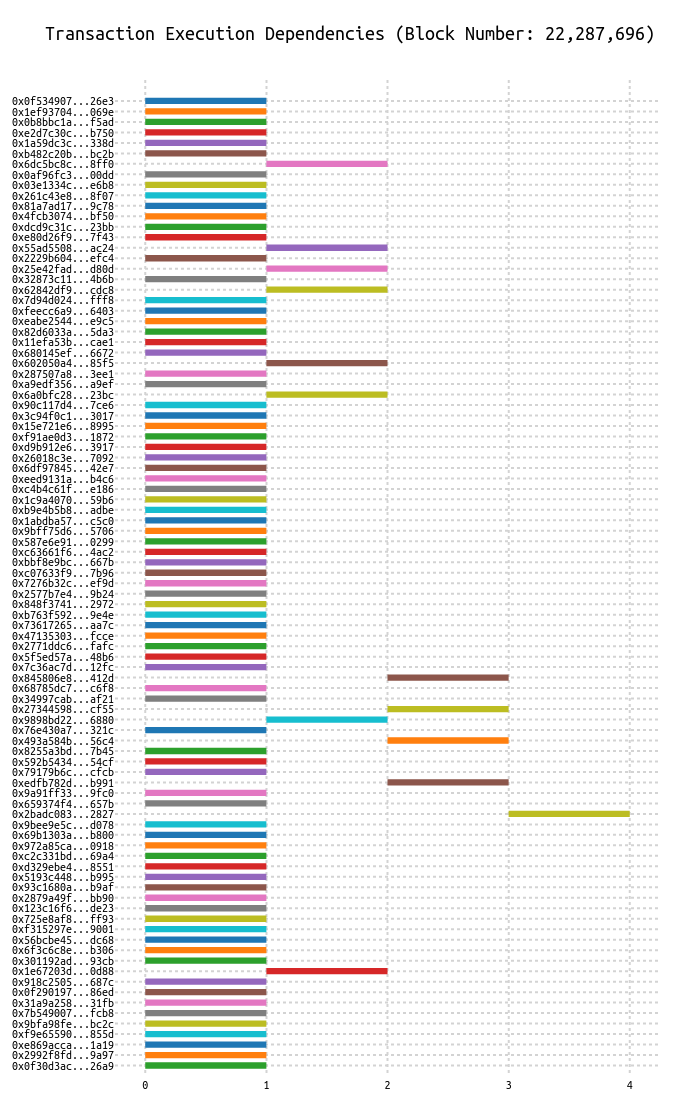 Transaction Execution Dependencies (Block Number: 22,287,696)
0x0f534907...26e3
0x1ef93704...069e
0x0b8bbc1a...f5ad
0xe2d7c30c...b750
0x1a59dc3c...338d
0xb482c20b...bc2b
0x6dc5bc8c...8ff0
0x0af96fc3...00dd
0x03e1334c...e6b8
0x261c43e8...8f07
0x81a7ad17...9c78
0x4fcb3074...bf50
0xdcd9c31c...23bb
0xe80d26f9...7f43
0x55ad5508...ac24
0x2229b604...efc4
0x25e42fad...d80d
0x32873c11...4b6b
0x62842df9...cdc8
0x7d94d024...fff8
0xfeecc6a9...6403
0xeabe2544...e9c5
0x82d6033a...5da3
0x11efa53b...cae1
0x680145ef...6672
0x602050a4...85f5
0x287507a8...3ee1
0xa9edf356...a9ef
0x6a0bfc28...23bc
0x90c117d4...7ce6
0x3c94f0c1...3017
0x15e721e6...8995
0xf91ae0d3...1872
0xd9b912e6...3917
0x26018c3e...7092
0x6df97845...42e7
0xeed9131a...b4c6
0xc4b4c61f...e186
0x1c9a4070...59b6
0xb9e4b5b8...adbe
0x1abdba57...c5c0
0x9bff75d6...5706
0x587e6e91...0299
0xc63661f6...4ac2
0xbbf8e9bc...667b
0xc07633f9...7b96
0x7276b32c...ef9d
0x2577b7e4...9b24
0x848f3741...2972
0xb763f592...9e4e
0x73617265...aa7c
0x47135303...fcce
0x2771ddc6...fafc
0x5f5ed57a...48b6
0x7c36ac7d...12fc
0x845806e8...412d
0x68785dc7...c6f8
0x34997cab...af21
0x27344598...cf55
0x9898bd22...6880
0x76e430a7...321c
0x493a584b...56c4
0x8255a3bd...7b45
0x592b5434...54cf
0x79179b6c...cfcb
0xedfb782d...b991
0x9a91ff33...9fc0
0x659374f4...657b
0x2badc083...2827
0x9bee9e5c...d078
0x69b1303a...b800
0x972a85ca...0918
0xc2c331bd...69a4
0xd329ebe4...8551
0x5193c448...b995
0x93c1680a...b9af
0x2879a49f...bb90
0x123c16f6...de23
0x725e8af8...ff93
0xf315297e...9001
0x56bcbe45...dc68
0x6f3c6c8e...b306
0x301192ad...93cb
0x1e67203d...0d88
0x918c2505...687c
0x0f290197...86ed
0x31a9a258...31fb
0x7b549007...fcb8
0x9bfa98fe...bc2c
0xf9e65590...855d
0xe869acca...1a19
0x2992f8fd...9a97
0x0f30d3ac...26a9
0 1 2 3 4